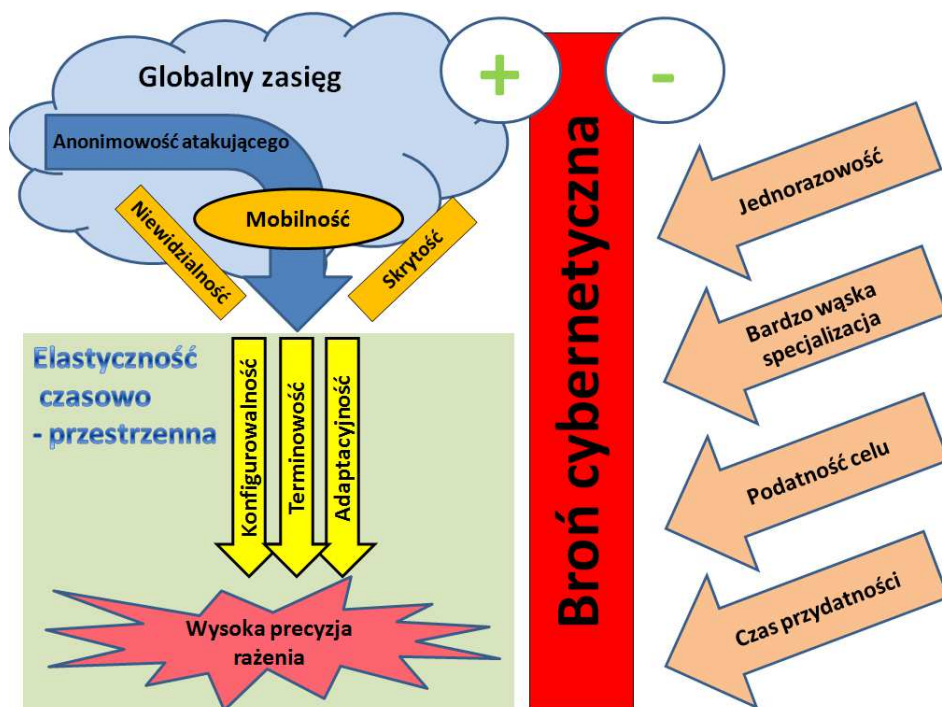 Globalny zasięg
Anonimowość atakującego
Niewidzialność
Mobilność
Skrytość
Elastyczność
czasowo
- przestrzenna
Konfigurowalność
Terminowość
Adaptacyjność
Wysoka precyzja
rażenia
+
-
Broń cybernetyczna
Jednorazowość
Bardzo wąska
specjalizacja
Podatność celu
Czas przydatności